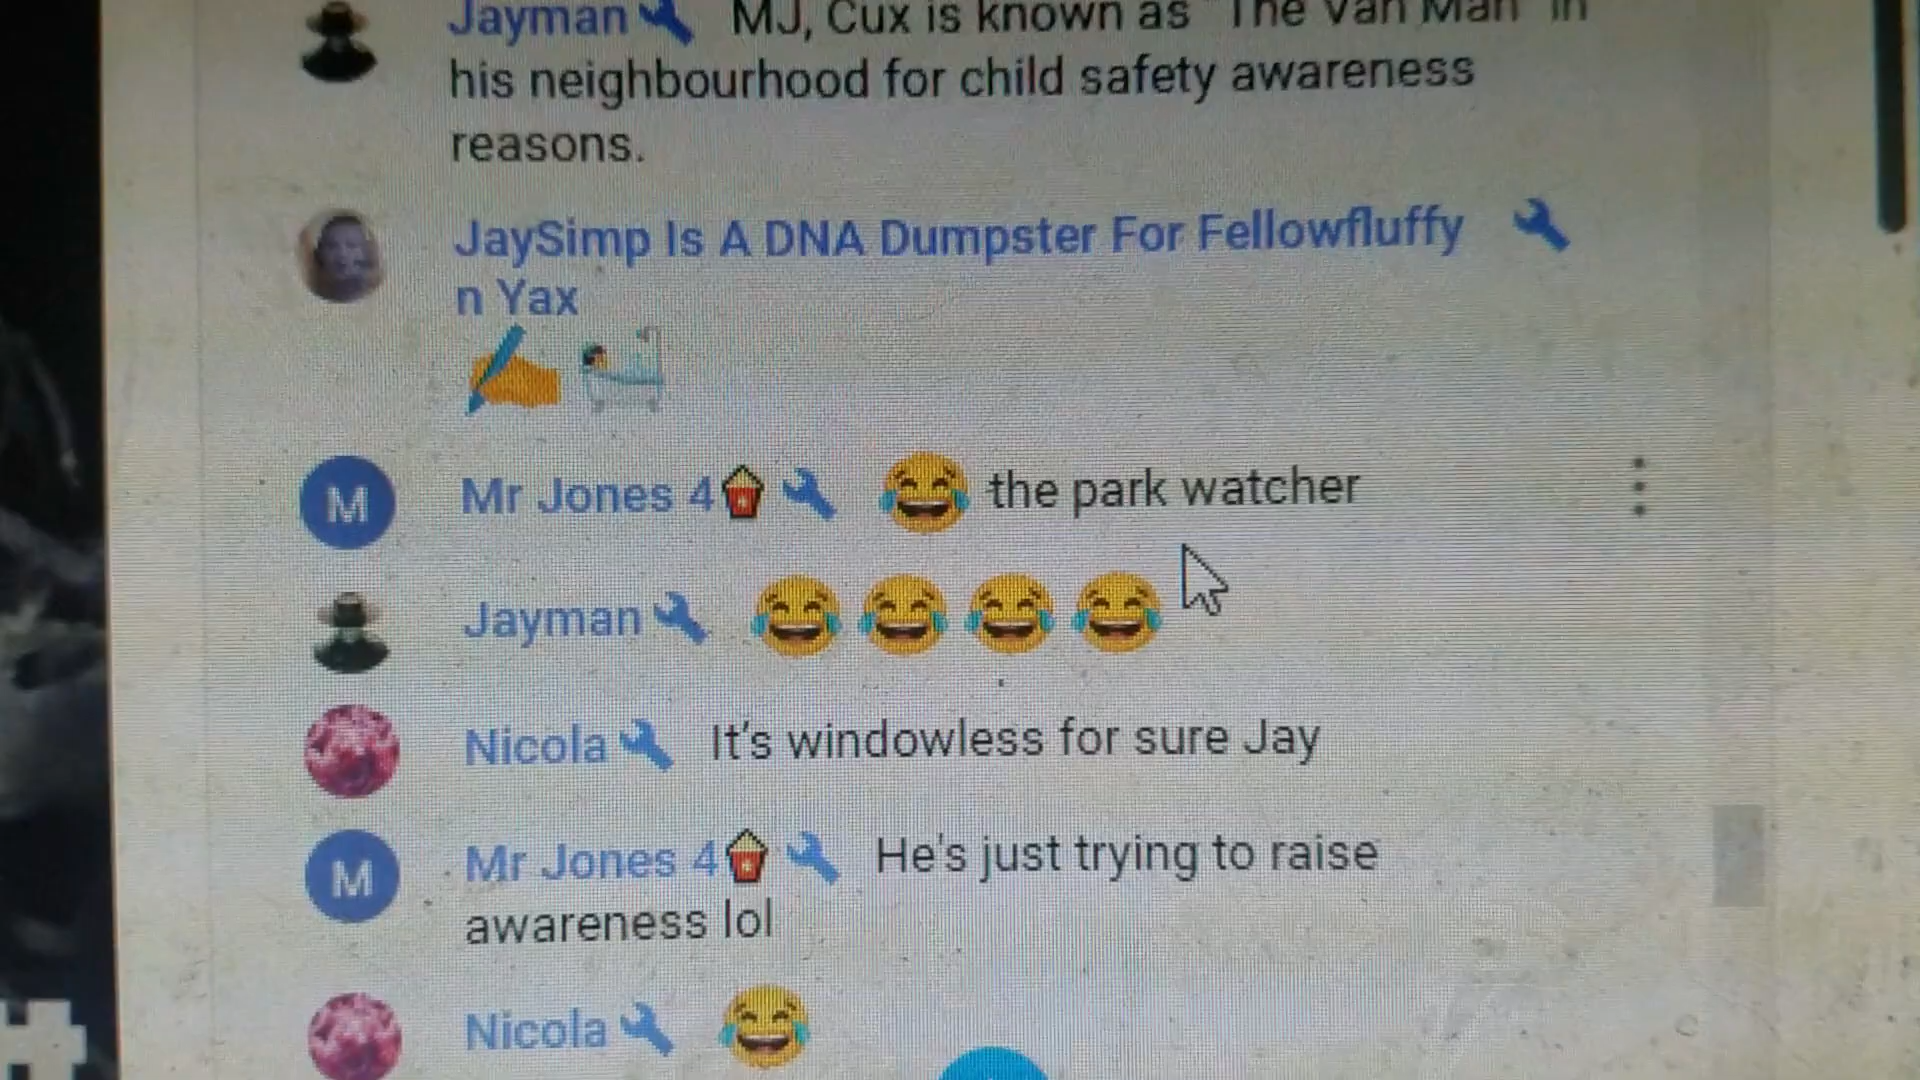 Jayman MJ, Cux is known as "The Van Man" in
his neighbourhood for child safety awareness
reasons.
JaySimp Is A DNA Dumpster For Fellowfluffy
n Yax
✍️ 🛀
M Mr Jones 4🍿 😂 the park watcher
Jayman 😂😂😂😂
Nicola It's windowless for sure Jay
M Mr Jones 4🍿 He's just trying to raise
awareness lol
Nicola 😂